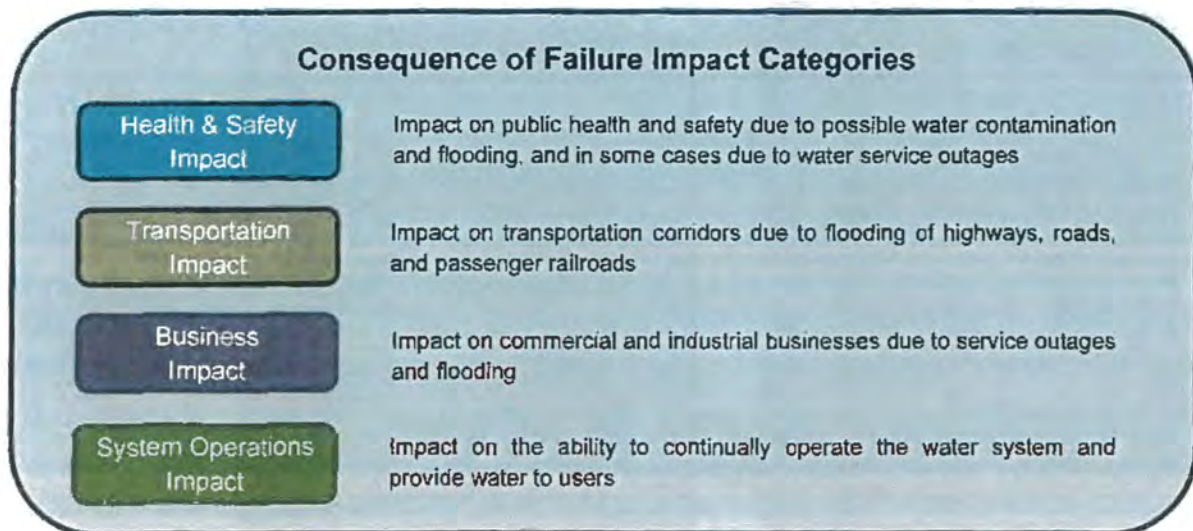 Consequence of Failure Impact Categories
Health & Safety
Impact
Impact on public health and safety due to possible water contamination
and flooding, and in some cases due to water service outages
Transportation
Impact
Impact on transportation corridors due to flooding of highways, roads,
and passenger railroads
Business
Impact
Impact on commercial and industrial businesses due to service outages
and flooding
System Operations
Impact
Impact on the ability to continually operate the water system and
provide water to users